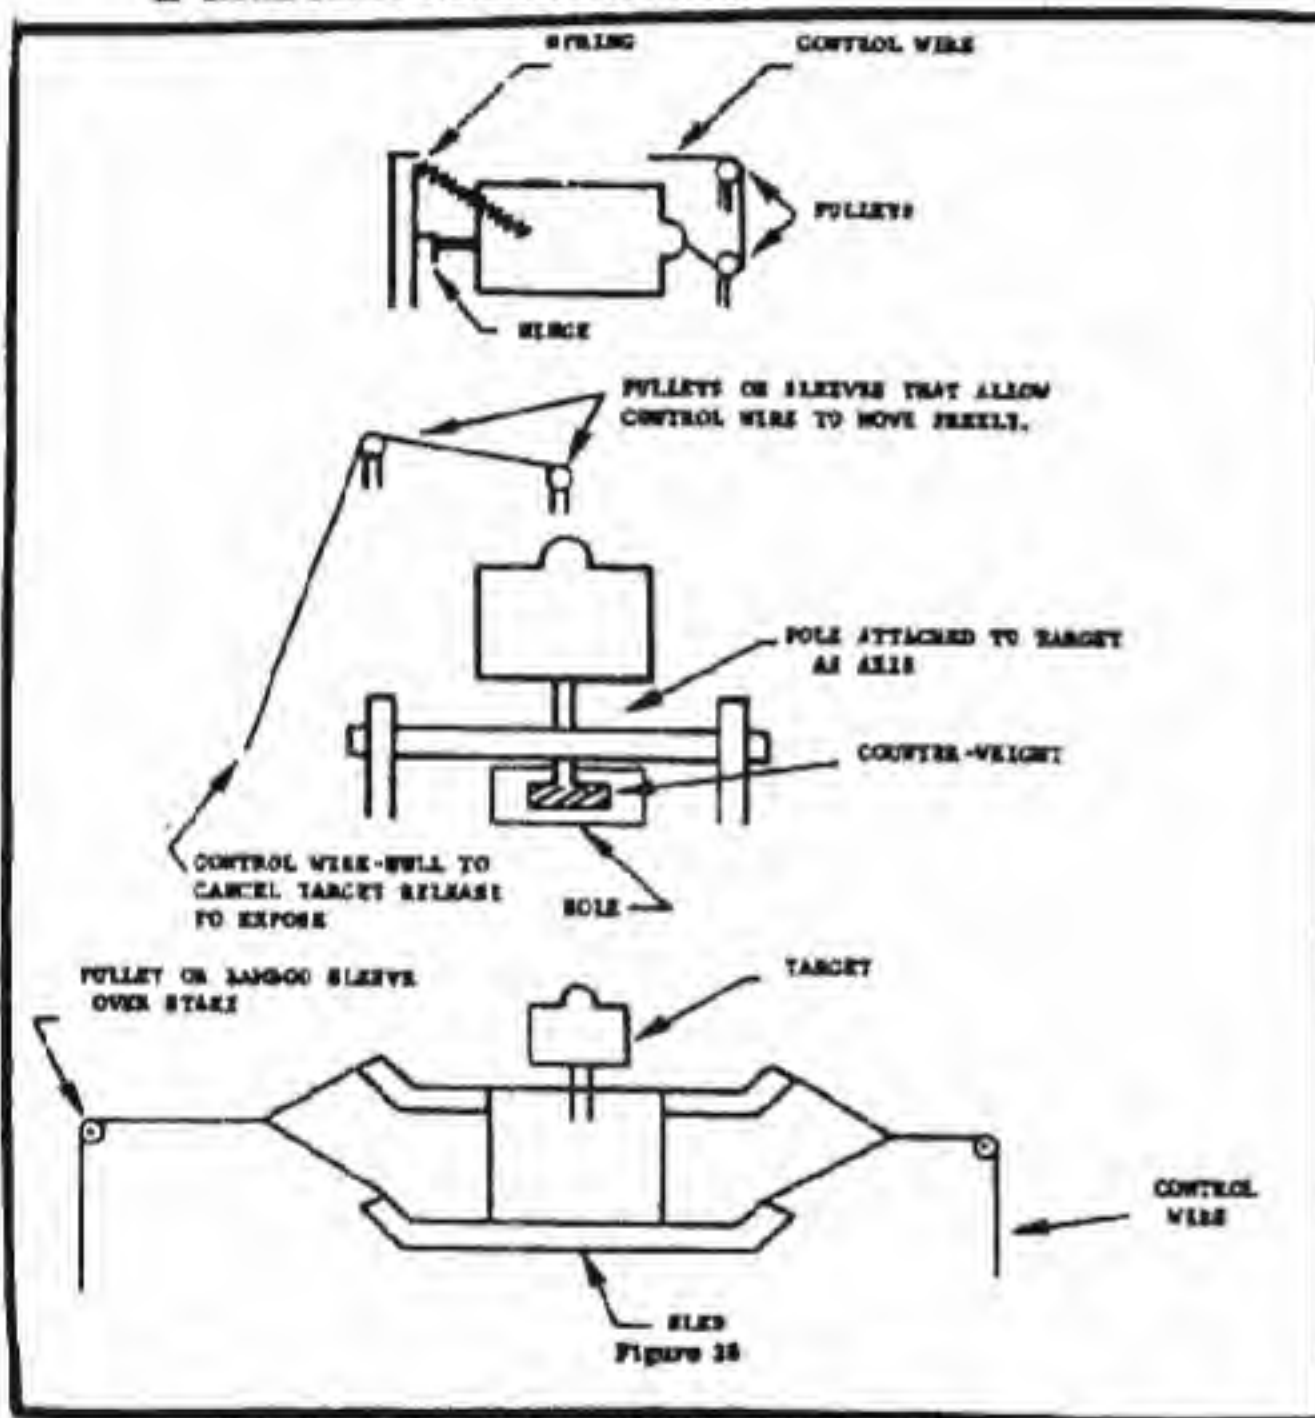 SPRING
CONTROL WIRE
PULLEYS
HINGE
PULLEYS OR SLEEVES THAT ALLOW
CONTROL WIRE TO MOVE FREELY.
POLE ATTACHED TO TARGET
AS AXIS
COUNTER-WEIGHT
CONTROL WIRE-PULL TO
CANCEL TARGET RELEASE
TO EXPOSE
HOLE
PULLEY OR BAMBOO SLEEVE
OVER STAKE
TARGET
CONTROL
WIRE
SLED
Figure